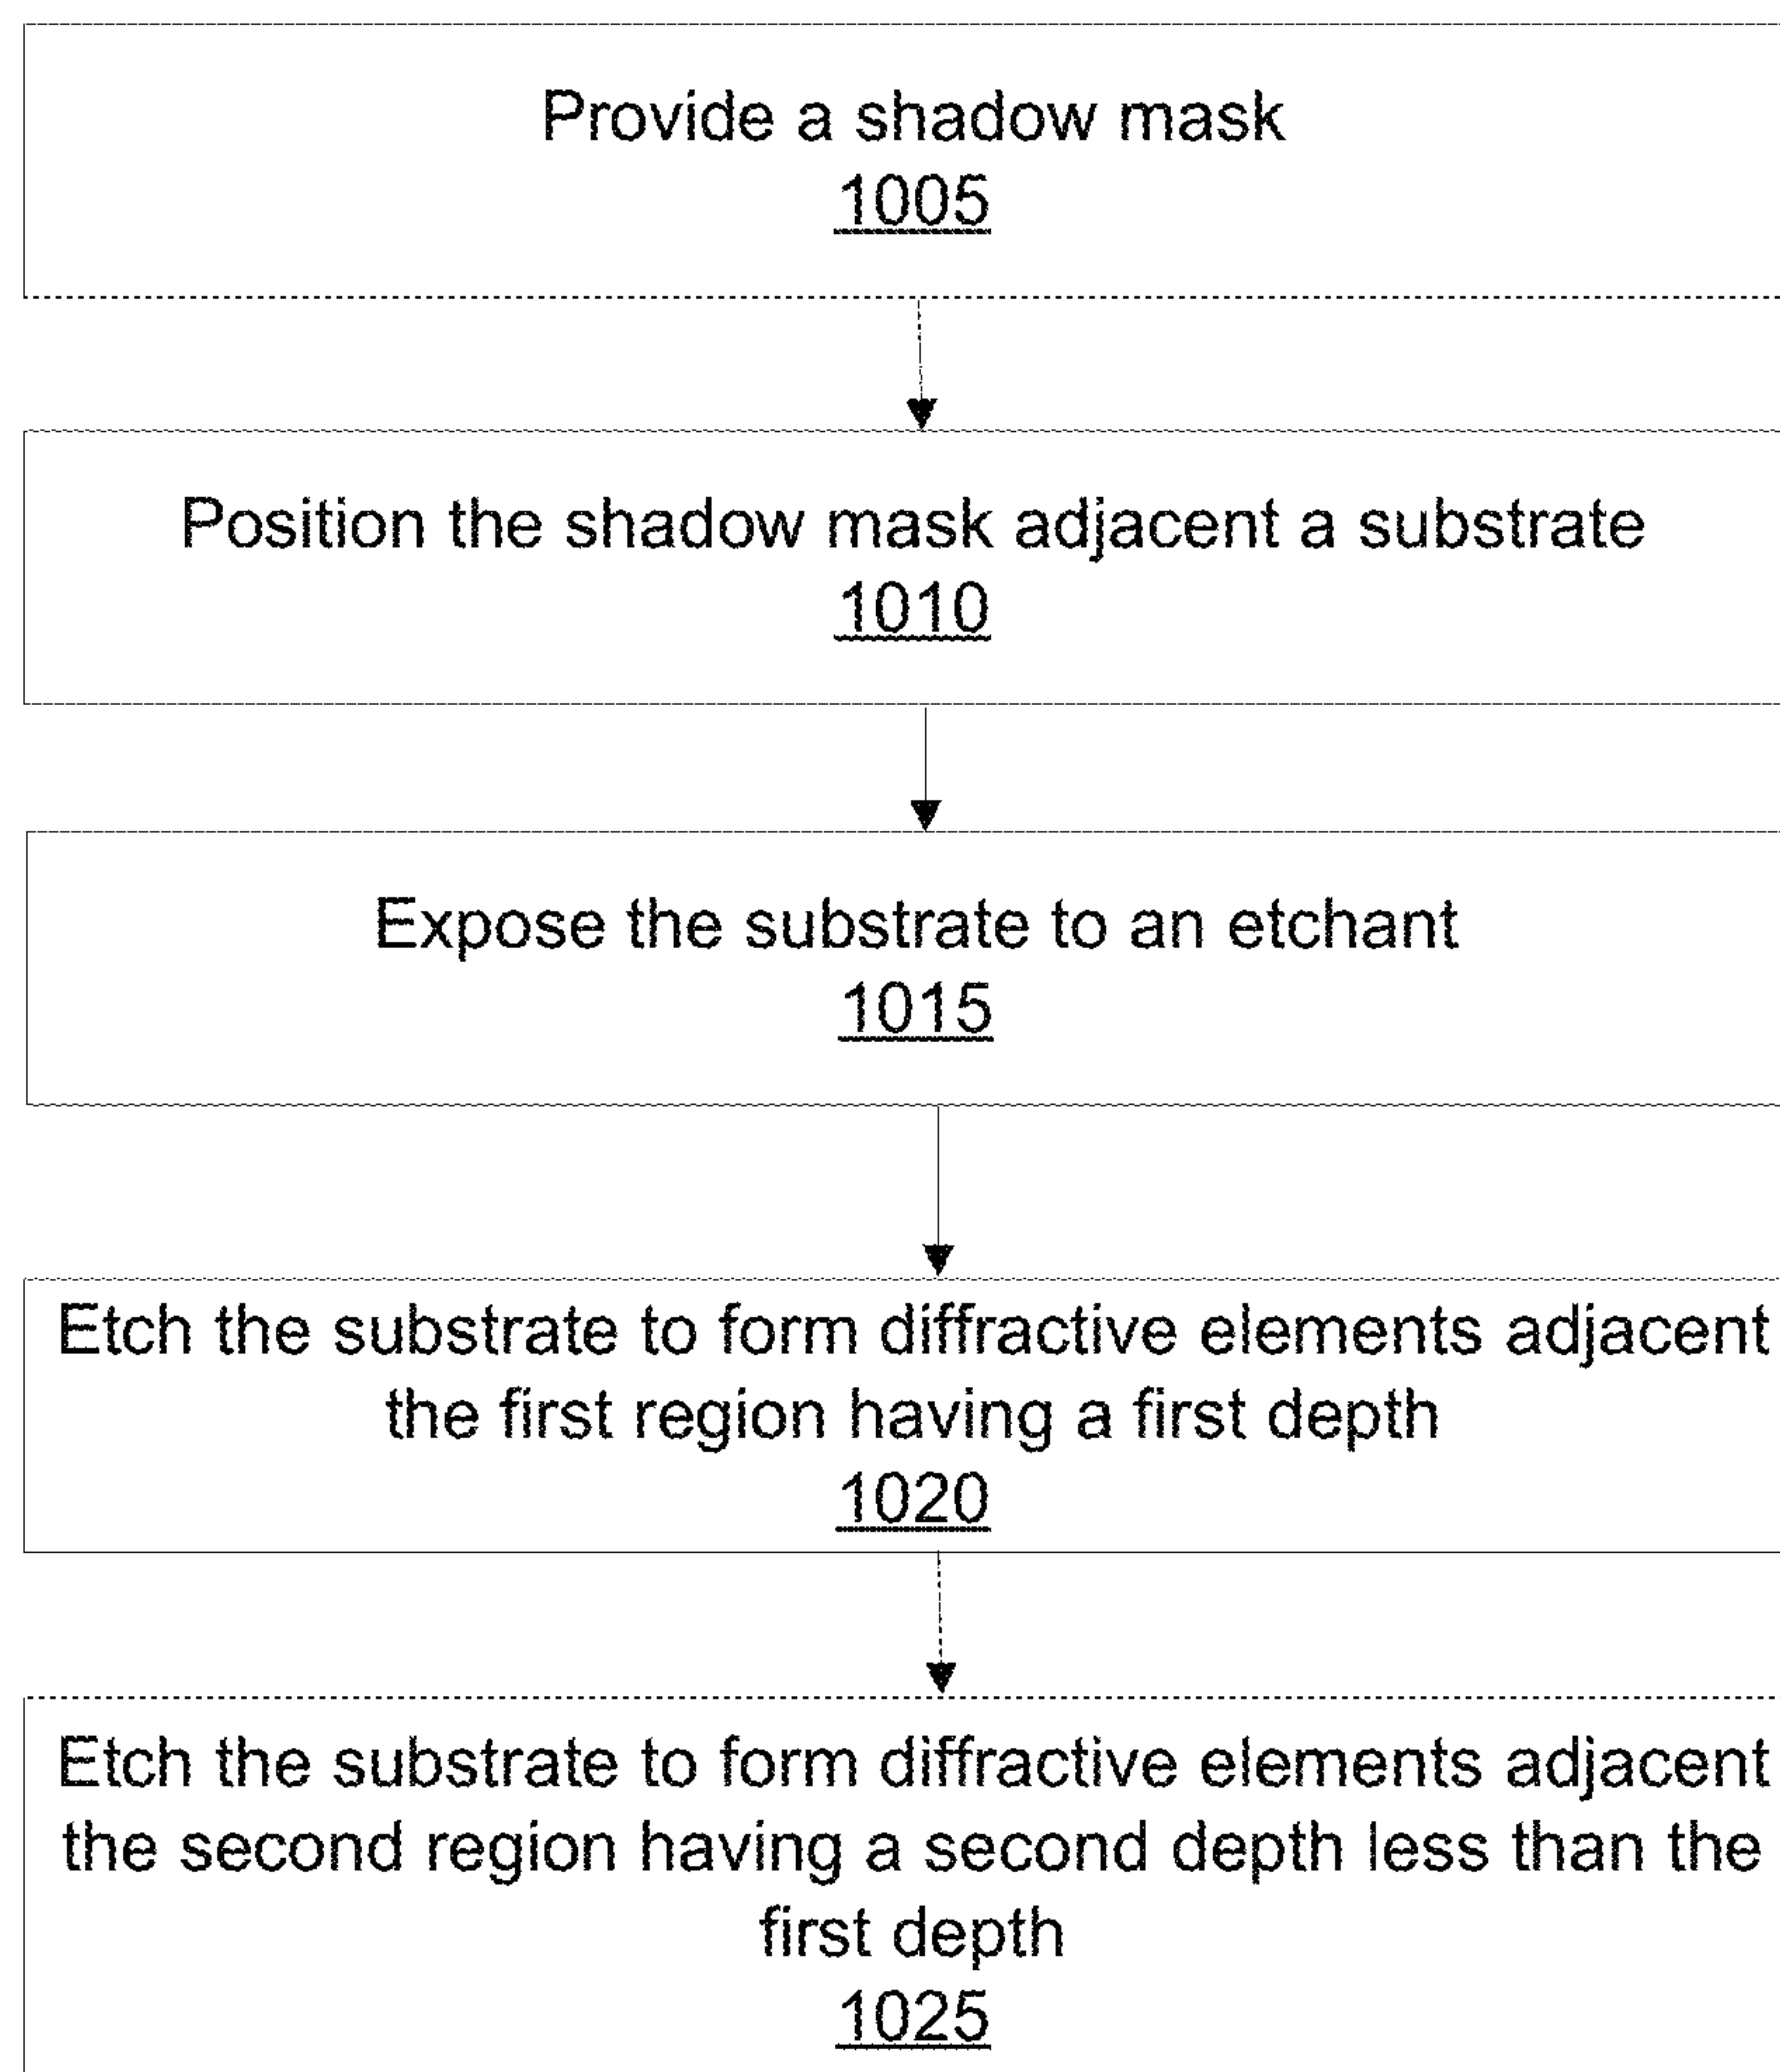 Provide a shadow mask
1005
Position the shadow mask adjacent a substrate
1010
Expose the substrate to an etchant
1015
Etch the substrate to form diffractive elements adjacent
the first region having a first depth
1020
Etch the substrate to form diffractive elements adjacent
the second region having a second depth less than the
first depth
1025